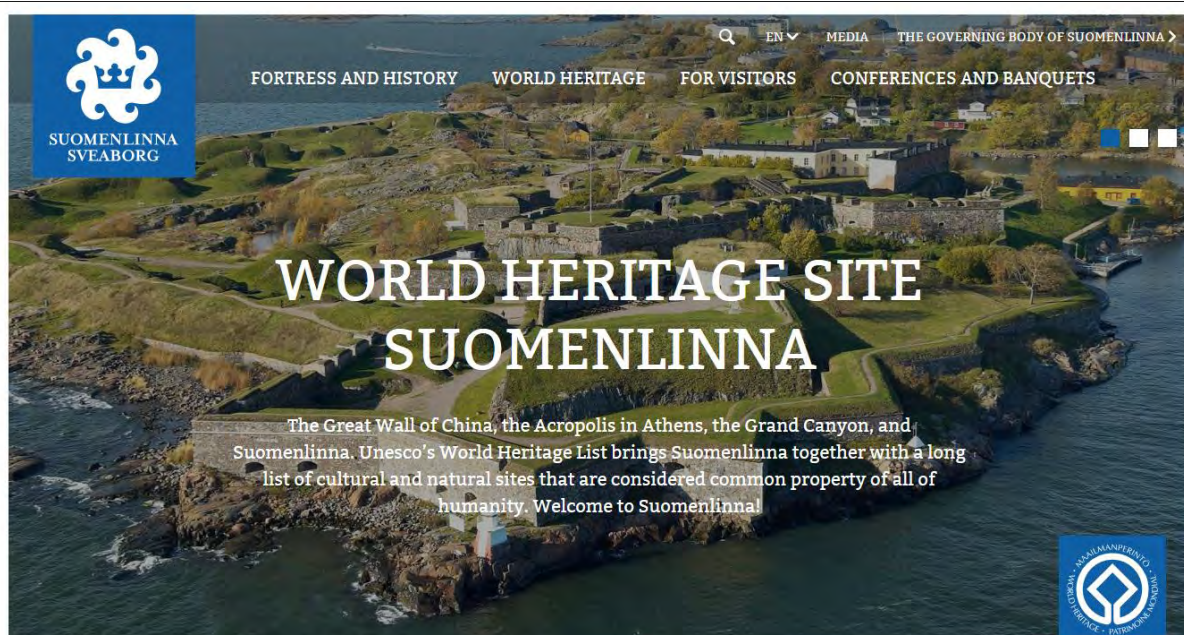 SUOMENLINNA
SVEABORG
EN
MEDIA
THE GOVERNING BODY OF SUOMENLINNA
FORTRESS AND HISTORY
WORLD HERITAGE
FOR VISITORS
CONFERENCES AND BANQUETS
WORLD HERITAGE SITE
SUOMENLINNA
The Great Wall of China, the Acropolis in Athens, the Grand Canyon, and
Suomenlinna. Unesco's World Heritage List brings Suomenlinna together with a long
list of cultural and natural sites that are considered common property of all of
humanity. Welcome to Suomenlinna!
MAAILMANPERINTÖ
WORLD HERITAGE • PATRIMOINE MONDIAL